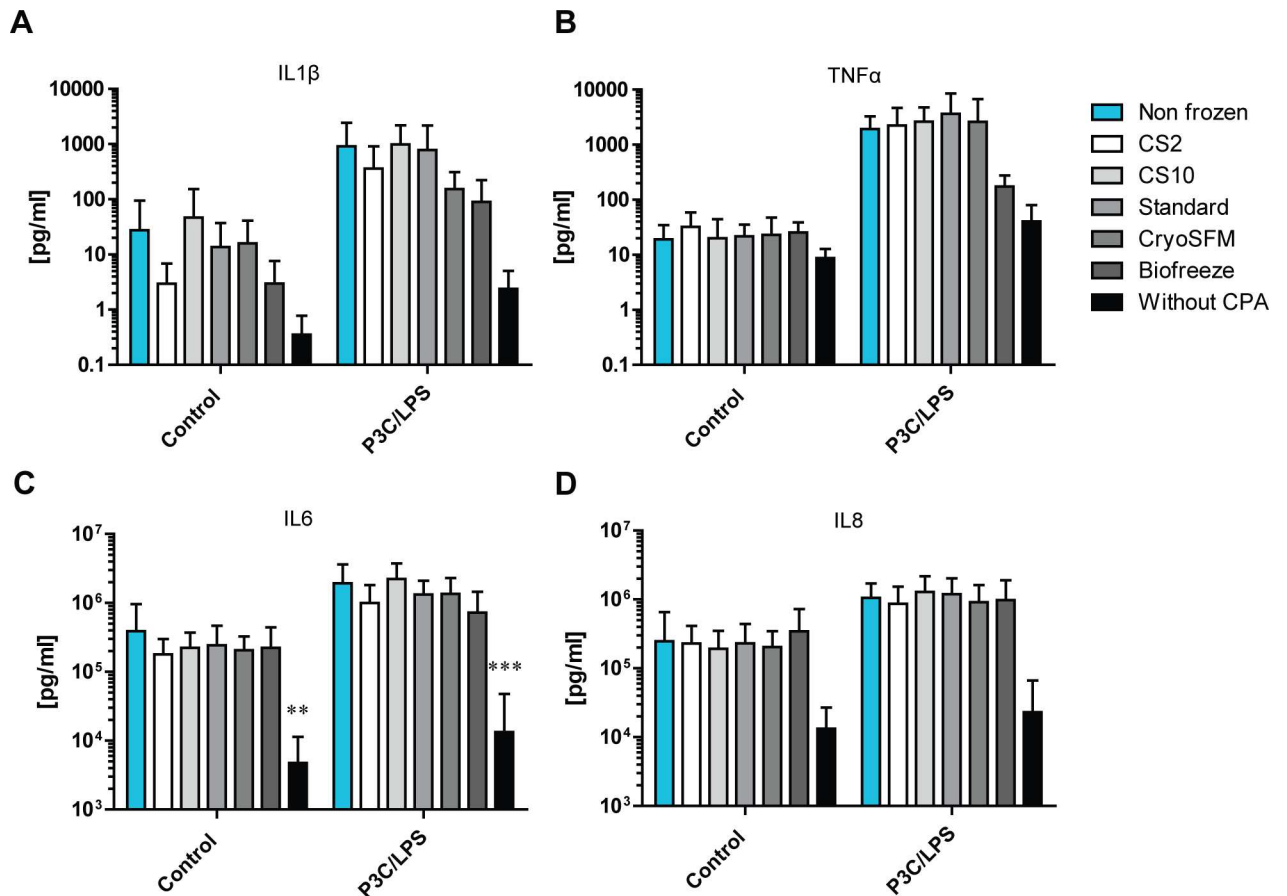 A
IL1β
[pg/ml]
10000
1000
100
10
1
0.1
Control
P3C/LPS
B
TNFα
[pg/ml]
10000
1000
100
10
1
0.1
Control
P3C/LPS
Non frozen
CS2
CS10
Standard
CryoSFM
Biofreeze
Without CPA
C
IL6
[pg/ml]
10⁷
10⁶
10⁵
10⁴
10³
**
***
Control
P3C/LPS
D
IL8
[pg/ml]
10⁷
10⁶
10⁵
10⁴
10³
Control
P3C/LPS